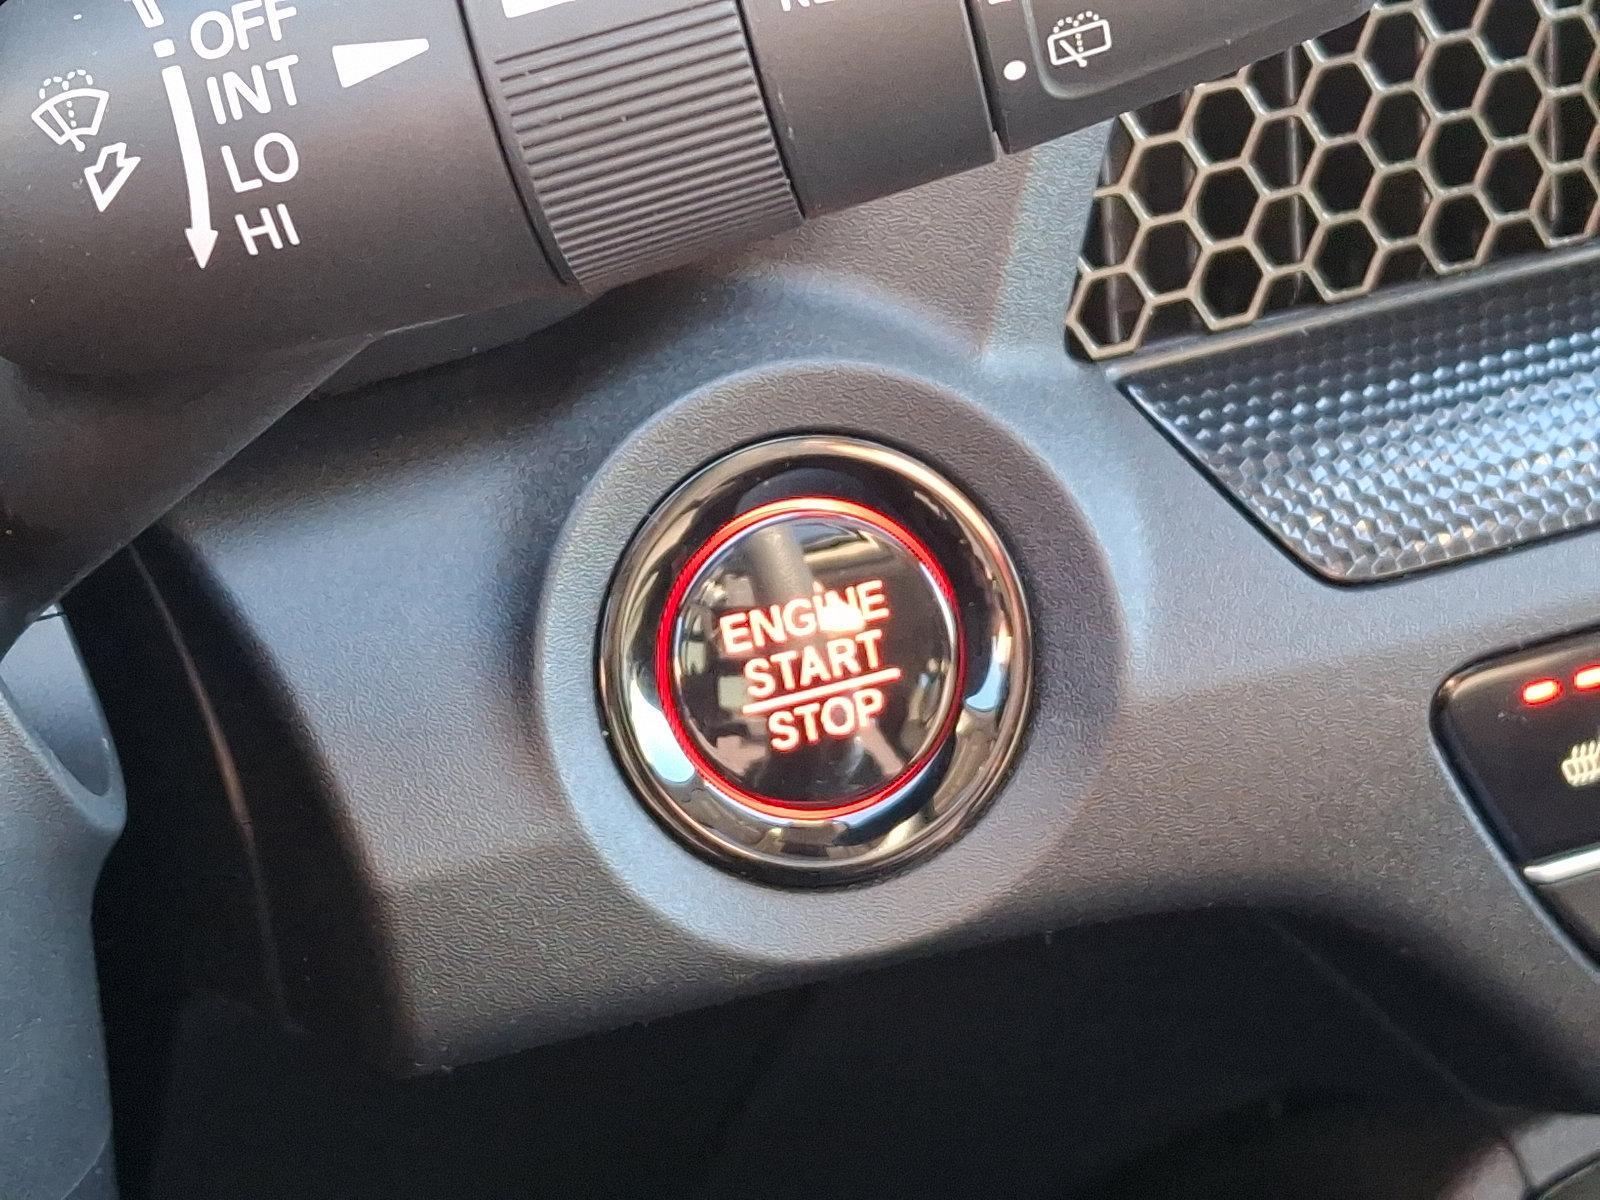 OFF
INT
LO
HI
ENGINE
START
STOP